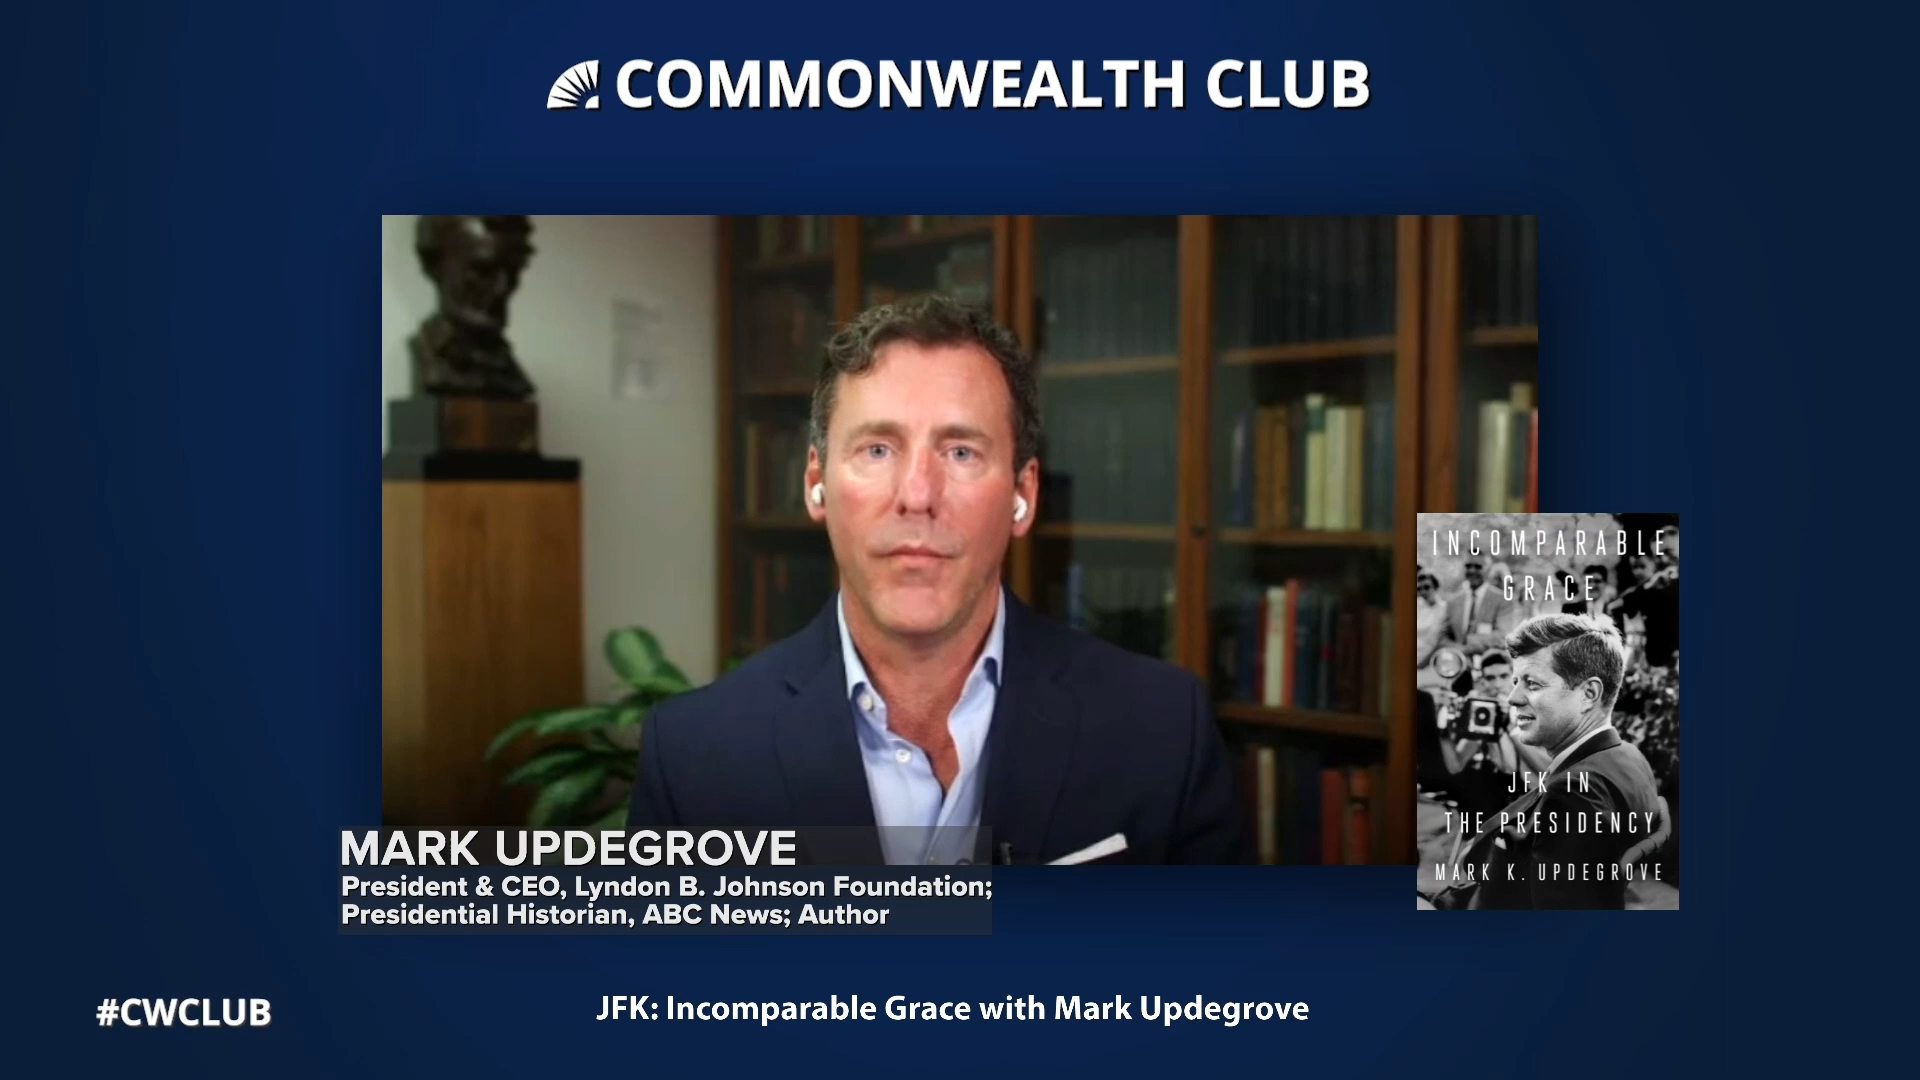 COMMONWEALTH CLUB
INCOMPARABLE
GRACE
JFK IN
THE PRESIDENCY
MARK K. UPDEGROVE
MARK UPDEGROVE
President & CEO, Lyndon B. Johnson Foundation;
Presidential Historian, ABC News; Author
#CWCLUB
JFK: Incomparable Grace with Mark Updegrove